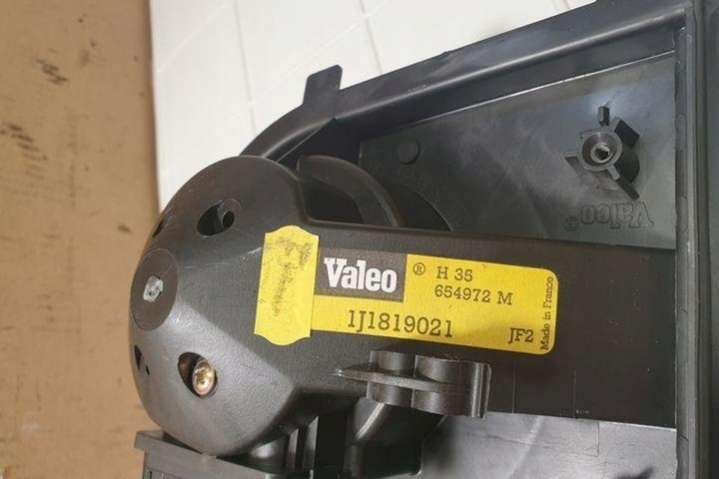 Valeo ® H 35
654972 M
1J1819021 JF2
Made in France
Valeo®